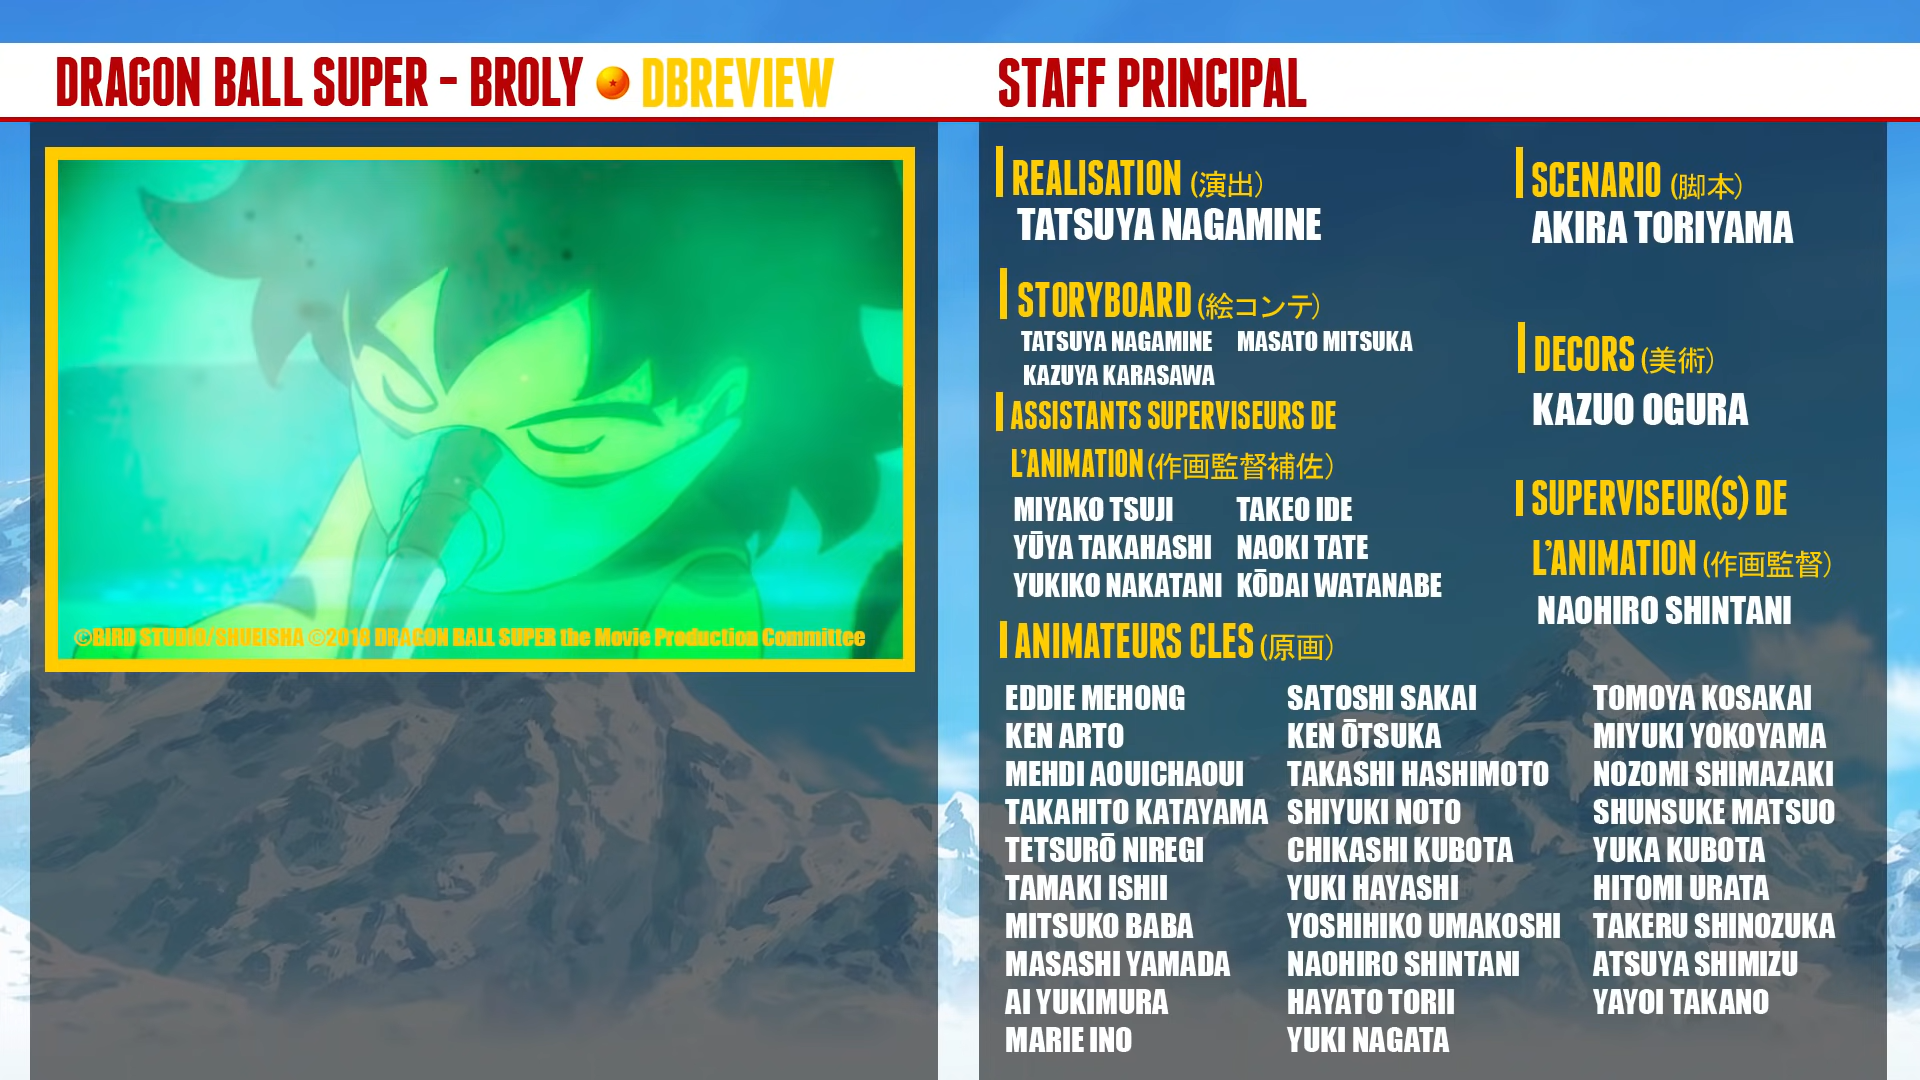 DRAGON BALL SUPER - BROLY DBREVIEW
©BIRD STUDIO/SHUEISHA ©2018 DRAGON BALL SUPER the Movie Production Committee
STAFF PRINCIPAL
REALISATION (演出)
TATSUYA NAGAMINE
STORYBOARD (絵コンテ)
TATSUYA NAGAMINE MASATO MITSUKA
KAZUYA KARASAWA
ASSISTANTS SUPERVISEURS DE
L'ANIMATION (作画監督補佐)
MIYAKO TSUJI TAKEO IDE
YŪYA TAKAHASHI NAOKI TATE
YUKIKO NAKATANI KŌDAI WATANABE
SCENARIO (脚本)
AKIRA TORIYAMA
DECORS (美術)
KAZUO OGURA
SUPERVISEUR(S) DE
L'ANIMATION (作画監督)
NAOHIRO SHINTANI
ANIMATEURS CLES (原画)
EDDIE MEHONG SATOSHI SAKAI TOMOYA KOSAKAI
KEN ARTO KEN ŌTSUKA MIYUKI YOKOYAMA
MEHDI AOUICHAOUI TAKASHI HASHIMOTO NOZOMI SHIMAZAKI
TAKAHITO KATAYAMA SHIYUKI NOTO SHUNSUKE MATSUO
TETSURŌ NIREGI CHIKASHI KUBOTA YUKA KUBOTA
TAMAKI ISHII YUKI HAYASHI HITOMI URATA
MITSUKO BABA YOSHIHIKO UMAKOSHI TAKERU SHINOZUKA
MASASHI YAMADA NAOHIRO SHINTANI ATSUYA SHIMIZU
AI YUKIMURA HAYATO TORII YAYOI TAKANO
MARIE INO YUKI NAGATA